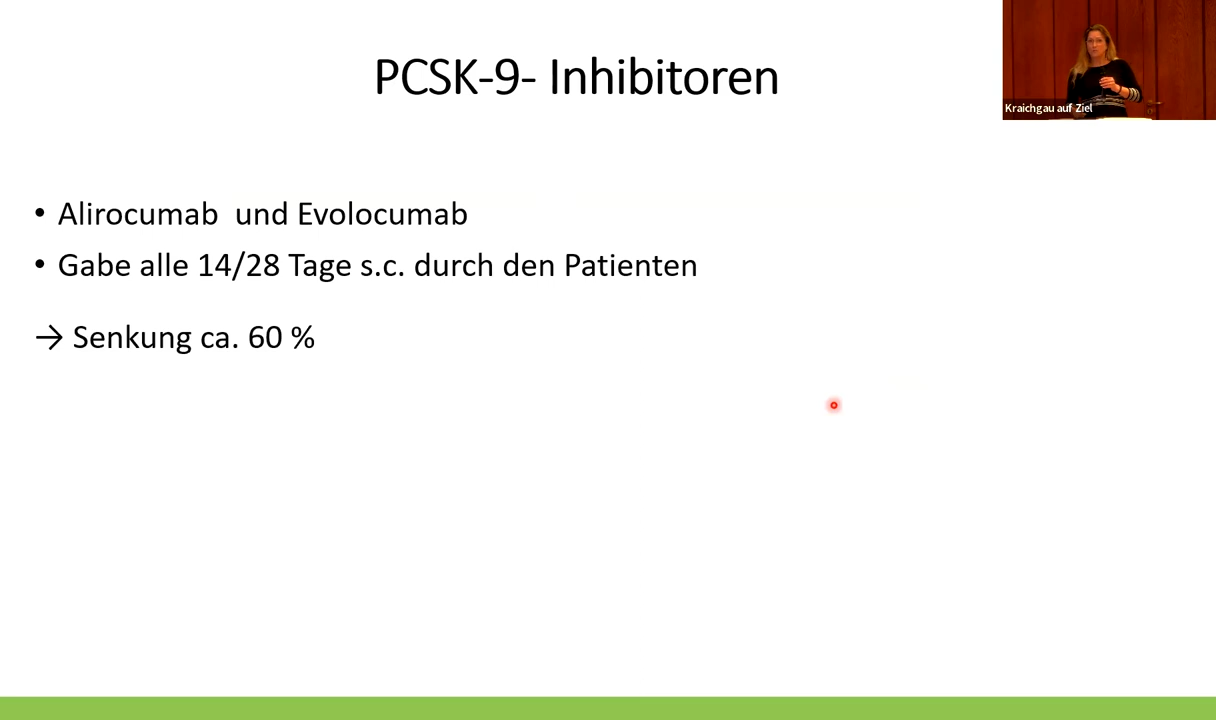 PCSK-9- Inhibitoren
Kraichgau auf Ziel
• Alirocumab und Evolocumab
• Gabe alle 14/28 Tage s.c. durch den Patienten
→ Senkung ca. 60 %